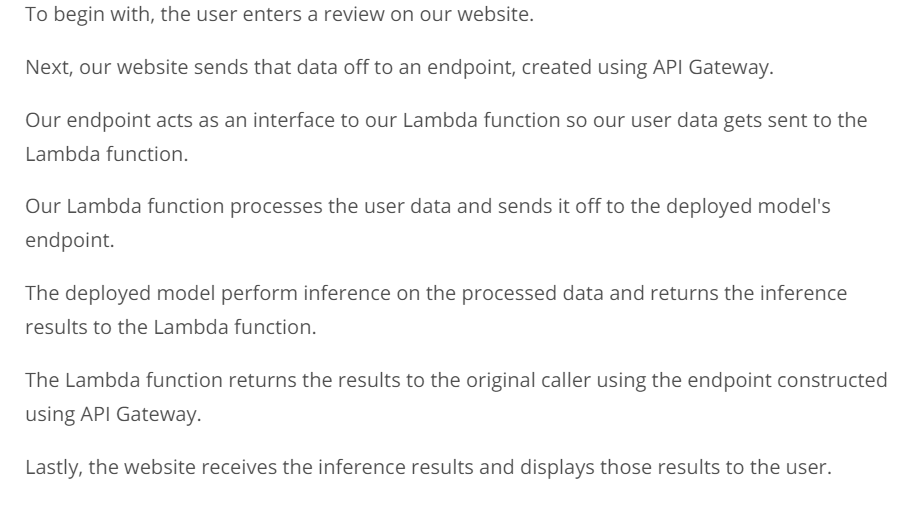 To begin with, the user enters a review on our website.
Next, our website sends that data off to an endpoint, created using API Gateway.
Our endpoint acts as an interface to our Lambda function so our user data gets sent to the
Lambda function.
Our Lambda function processes the user data and sends it off to the deployed model's
endpoint.
The deployed model perform inference on the processed data and returns the inference
results to the Lambda function.
The Lambda function returns the results to the original caller using the endpoint constructed
using API Gateway.
Lastly, the website receives the inference results and displays those results to the user.